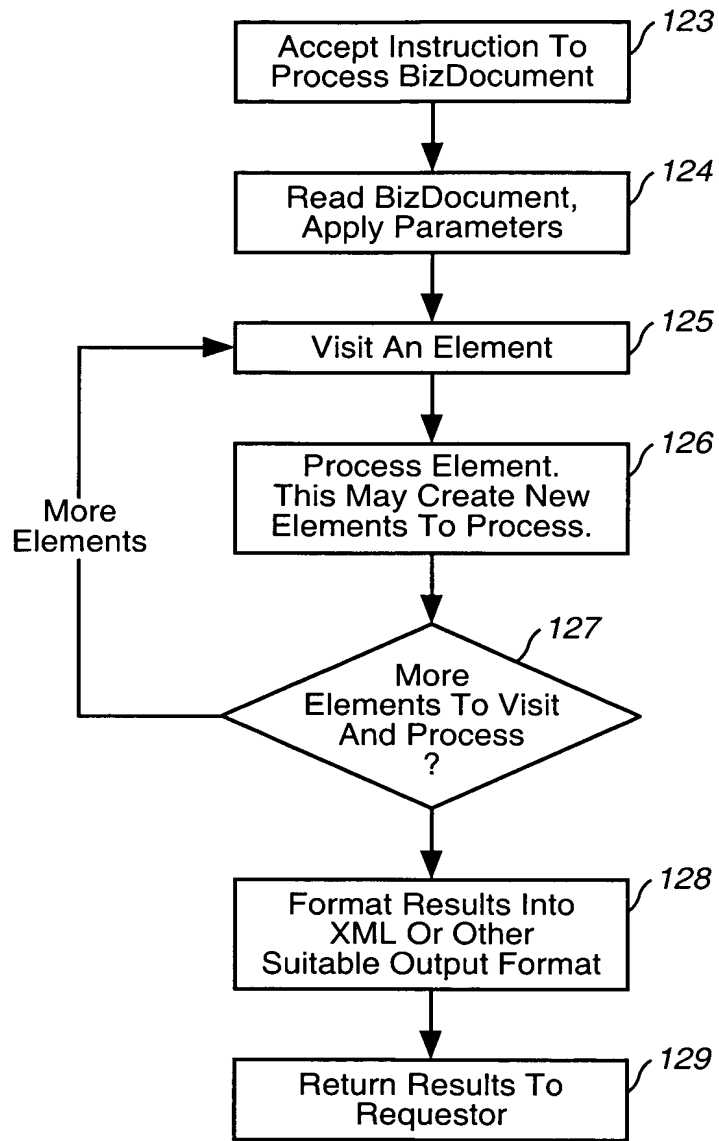 123
Accept Instruction To
Process BizDocument
124
Read BizDocument,
Apply Parameters
125
Visit An Element
126
Process Element.
This May Create New
Elements To Process.
More
Elements
127
More
Elements To Visit
And Process
?
128
Format Results Into
XML Or Other
Suitable Output Format
129
Return Results To
Requestor